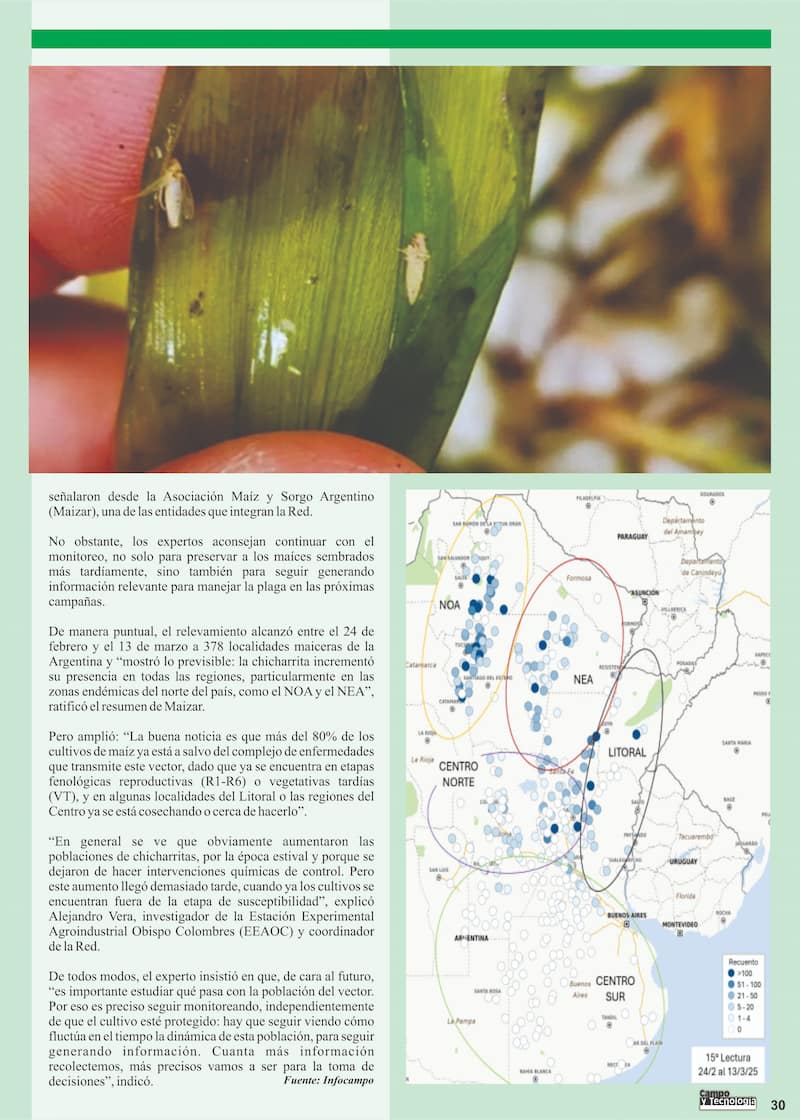 señalaron desde la Asociación Maíz y Sorgo Argentino
(Maizar), una de las entidades que integran la Red.
No obstante, los expertos aconsejan continuar con el
monitoreo, no solo para preservar a los maíces sembrados
más tardíamente, sino también para seguir generando
información relevante para manejar la plaga en las próximas
campañas.
De manera puntual, el relevamiento alcanzó entre el 24 de
febrero y el 13 de marzo a 378 localidades maiceras de la
Argentina y “mostró lo previsible: la chicharrita incrementó
su presencia en todas las regiones, particularmente en las
zonas endémicas del norte del país, como el NOA y el NEA”,
ratificó el resumen de Maizar.
Pero amplió: “La buena noticia es que más del 80% de los
cultivos de maíz ya está a salvo del complejo de enfermedades
que transmite este vector, dado que ya se encuentra en etapas
fenológicas reproductivas (R1-R6) o vegetativas tardías
(VT), y en algunas localidades del Litoral o las regiones del
Centro ya se está cosechando o cerca de hacerlo”.
“En general se ve que obviamente aumentaron las
poblaciones de chicharritas, por la época estival y porque se
dejaron de hacer intervenciones químicas de control. Pero
este aumento llegó demasiado tarde, cuando ya los cultivos se
encuentran fuera de la etapa de susceptibilidad”, explicó
Alejandro Vera, investigador de la Estación Experimental
Agroindustrial Obispo Colombres (EEAOC) y coordinador
de la Red.
De todos modos, el experto insistió en que, de cara al futuro,
“es importante estudiar qué pasa con la población del vector.
Por eso es preciso seguir monitoreando, independientemente
de que el cultivo esté protegido: hay que seguir viendo cómo
fluctúa en el tiempo la dinámica de esta población, para seguir
generando información. Cuanta más información
recolectemos, más precisos vamos a ser para la toma de
decisiones”, indicó.
Fuente: Infocampo
FILADELFIA
PARAGUAY
Departamento
del Amambay
Departamento
de Canindeyú
Formosa
ASUNCIÓN
VILLARRICA
NOA
NEA
RESISTENCIA
POSADAS
Catamarca
SANTIAGO DEL ESTERO
LA RIOJA
La Rioja
CENTRO
NORTE
LITORAL
Santa Fe
SANTA MARIA
BAGÉ
SALTO
Tacuarembó
URUGUAY
Florida
ROCHA
SAN LUIS
BUENOS AIRES
MONTEVIDEO
ARGENTINA
SANTA ROSA
Buenos
Aires
CENTRO
SUR
La Pampa
TANDIL
BAHÍA BLANCA
Recuento
>100
51 - 100
21 - 50
5 - 20
1 - 4
0
15º Lectura
24/2 al 13/3/25
Campo
y Tecnología
30